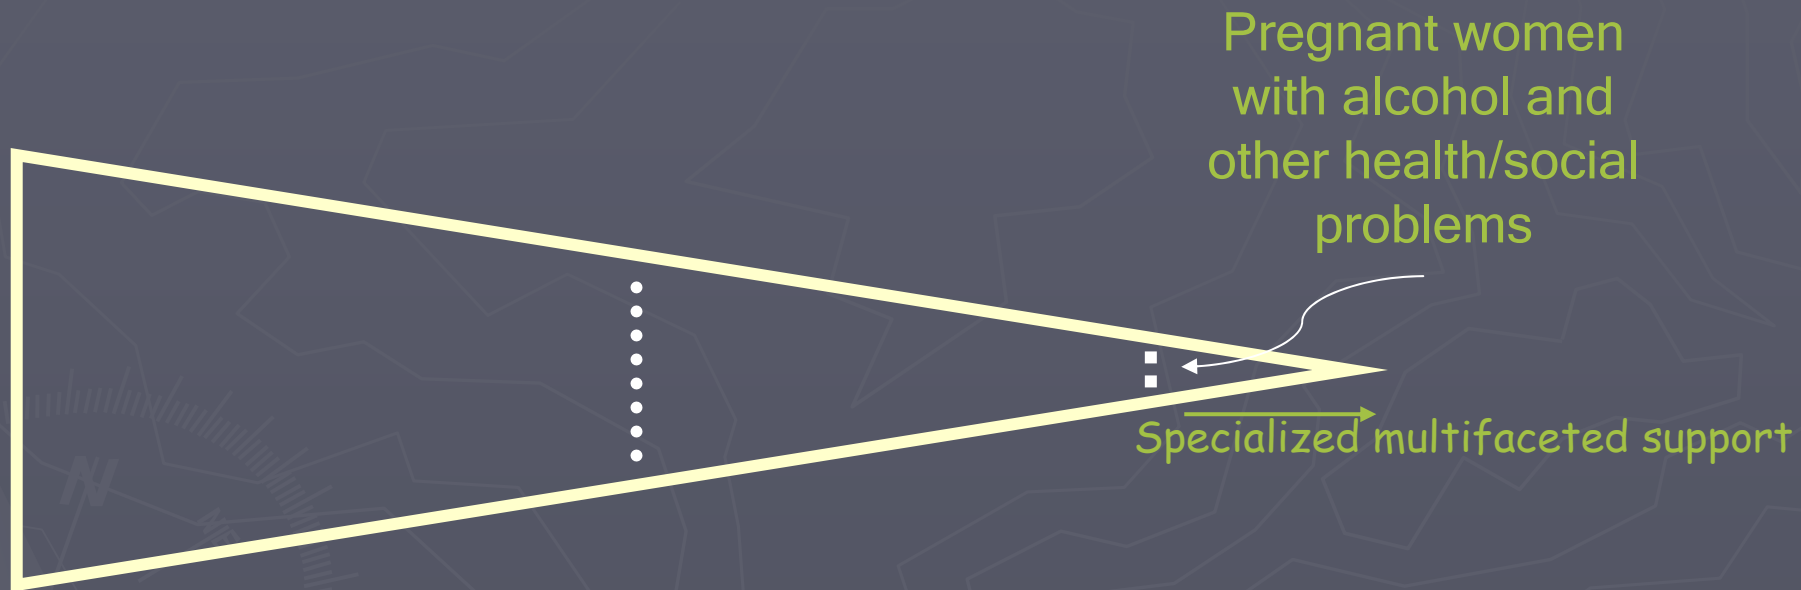 Pregnant women
with alcohol and
other health/social
problems
Specialized multifaceted support
N